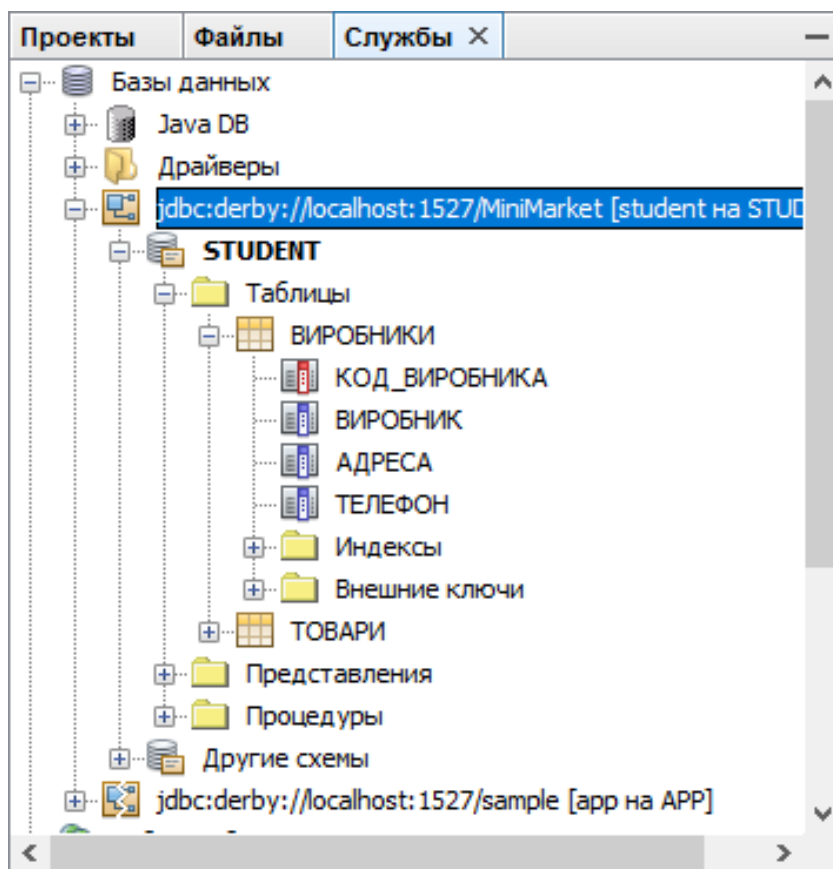 Проекты Файлы Службы
Базы данных
Java DB
Драйверы
jdbc:derby://localhost:1527/MiniMarket [student на STUD
STUDENT
Таблицы
ВИРОБНИКИ
КОД_ВИРОБНИКА
ВИРОБНИК
АДРЕСА
ТЕЛЕФОН
Индексы
Внешние ключи
ТОВАРИ
Представления
Процедуры
Другие схемы
jdbc:derby://localhost:1527/sample [app на APP]